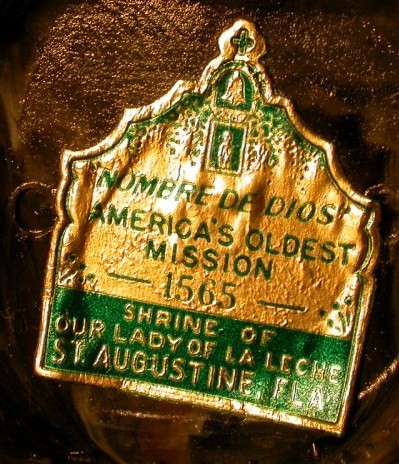 "NOMBRE DE DIOS"
AMERICA'S OLDEST
MISSION
— 1565 —
SHRINE OF
OUR LADY OF LA LECHE
ST. AUGUSTINE, FLA.